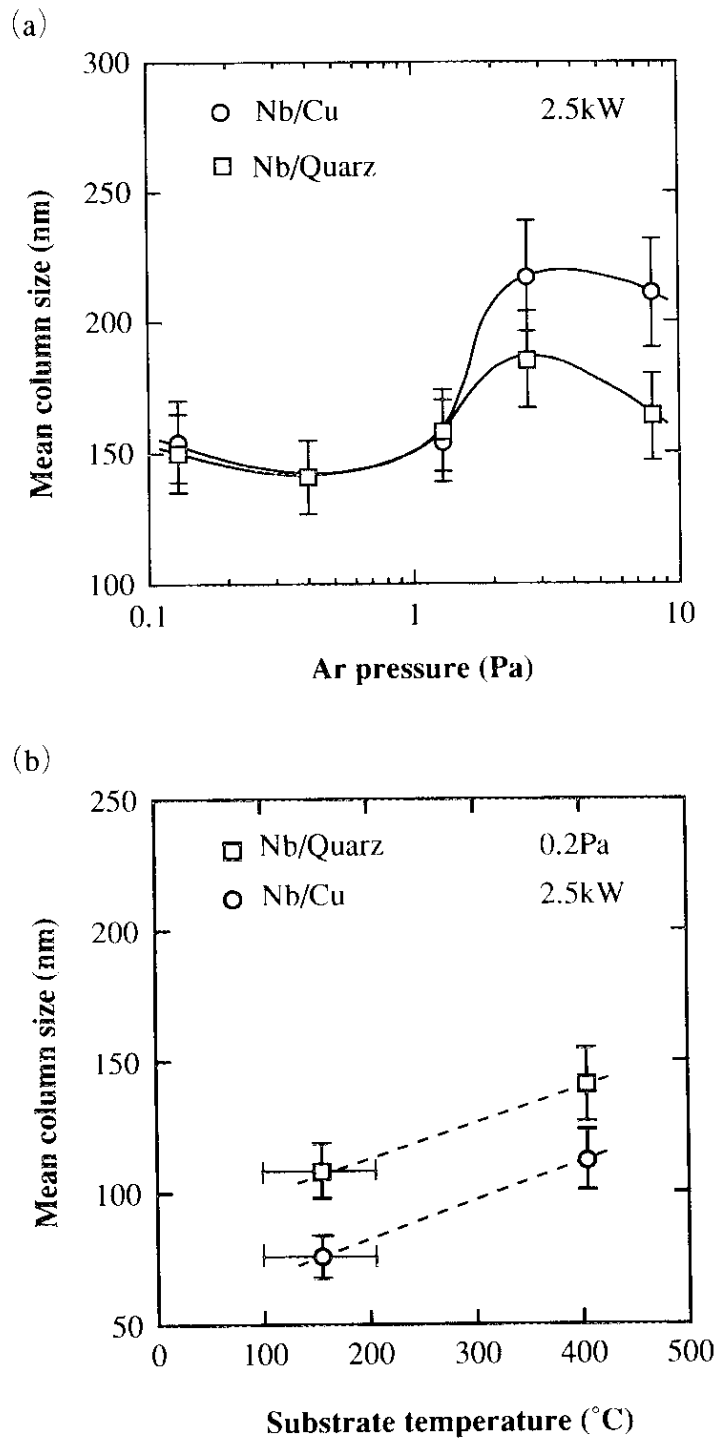 (a)
300
250
200
150
100
Nb/Cu 2.5kW
Nb/Quarz
Mean column size (nm)
0.1 1 10
Ar pressure (Pa)
(b)
250
200
150
100
50
Nb/Quarz 0.2Pa
Nb/Cu 2.5kW
Mean column size (nm)
0 100 200 300 400 500
Substrate temperature (°C)